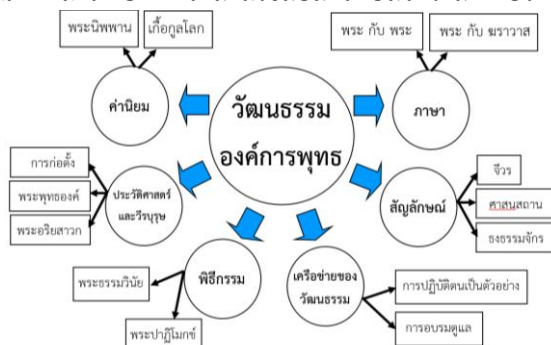 พระนิพพาน
เกื้อกูลโลก
พระ กับ พระ
พระ กับ ฆราวาส
ค่านิยม
วัฒนธรรม
องค์การพุทธ
ภาษา
การก่อตั้ง
พระพุทธองค์
พระอริยสาวก
ประวัติศาสตร์
และวีรบุรุษ
สัญลักษณ์
จีวร
ศาสนสถาน
ธงธรรมจักร
พระธรรมวินัย
พระปาฏิโมกข์
พิธีกรรม
เครือข่ายของ
วัฒนธรรม
การปฏิบัติตนเป็นตัวอย่าง
การอบรมดูแล